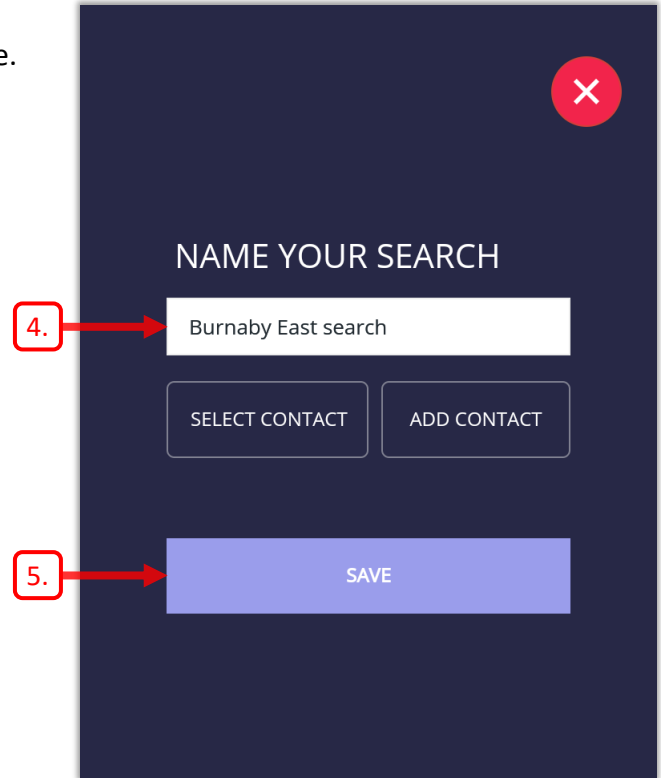 e.
NAME YOUR SEARCH
4.
Burnaby East search
SELECT CONTACT
ADD CONTACT
5.
SAVE